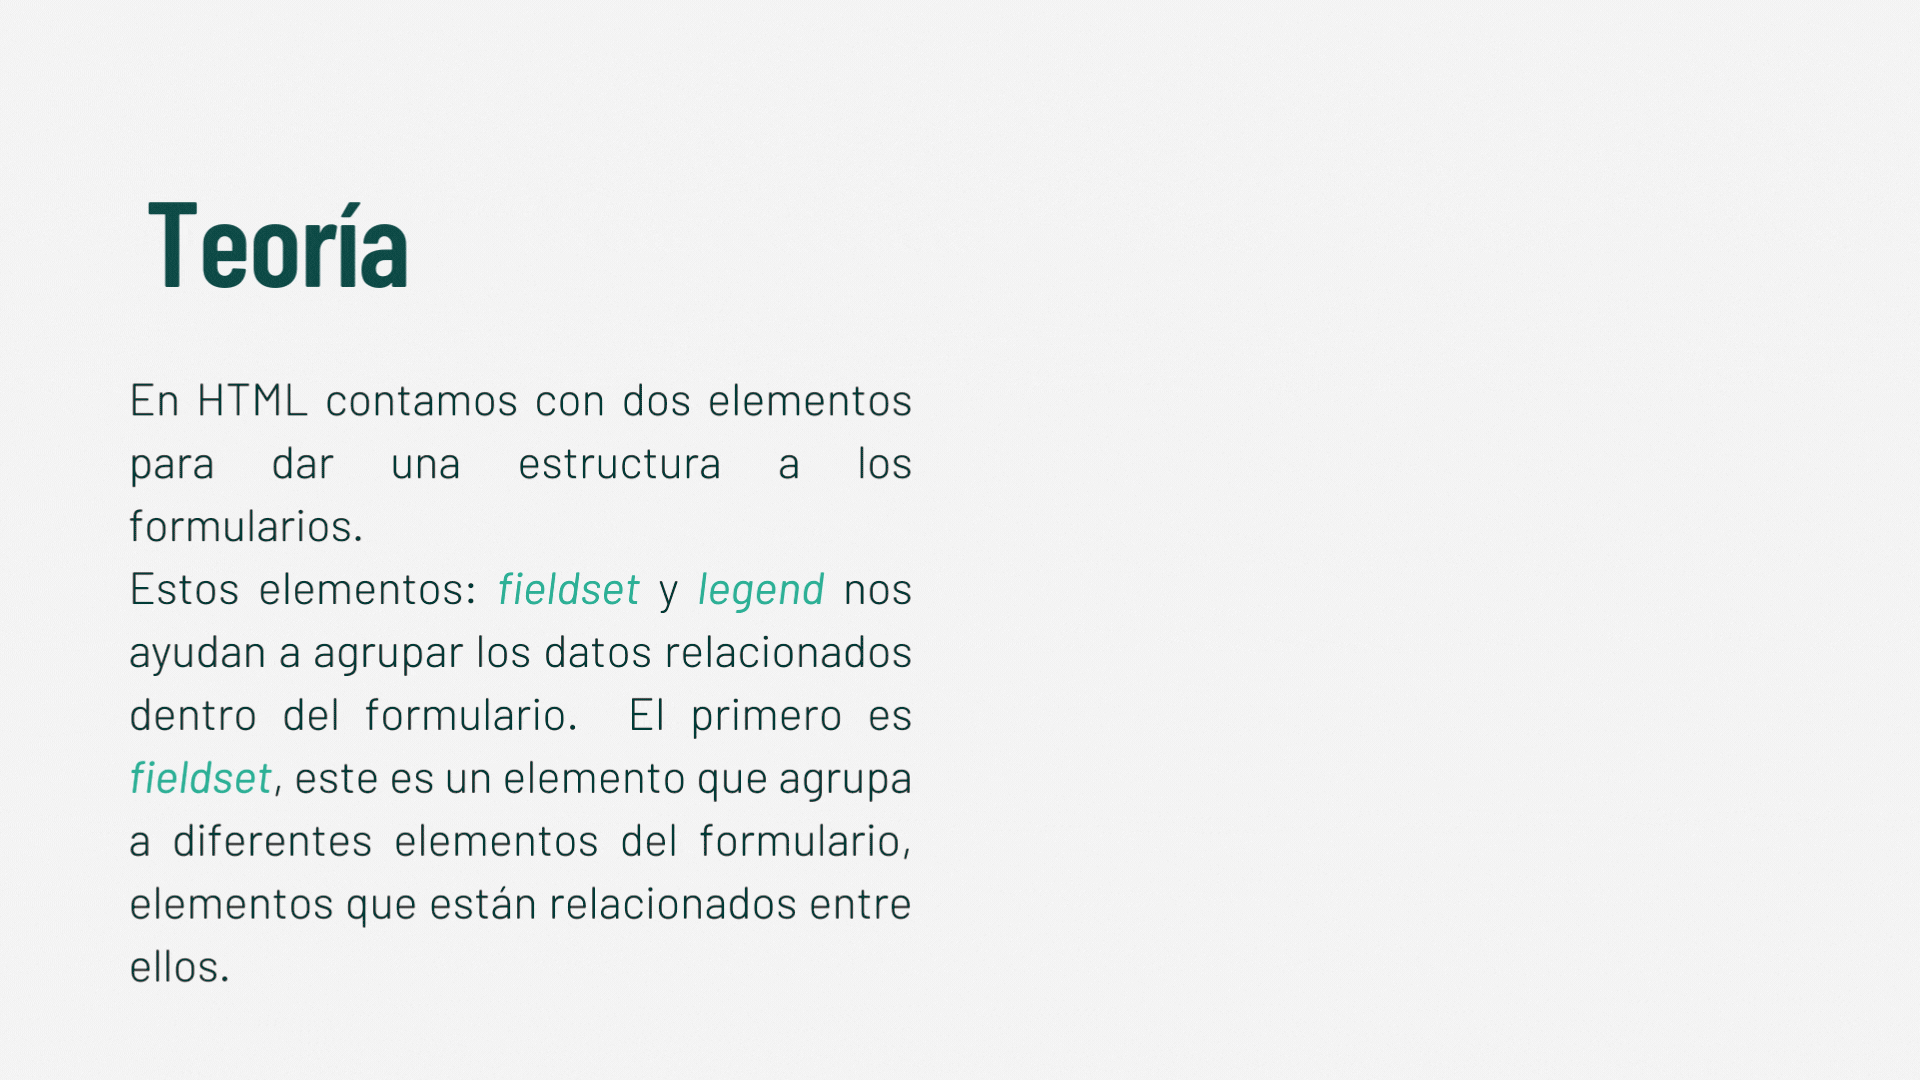 Teoría
En HTML contamos con dos elementos
para dar una estructura a los
formularios.
Estos elementos: fieldset y legend nos
ayudan a agrupar los datos relacionados
dentro del formulario. El primero es
fieldset, este es un elemento que agrupa
a diferentes elementos del formulario,
elementos que están relacionados entre
ellos.